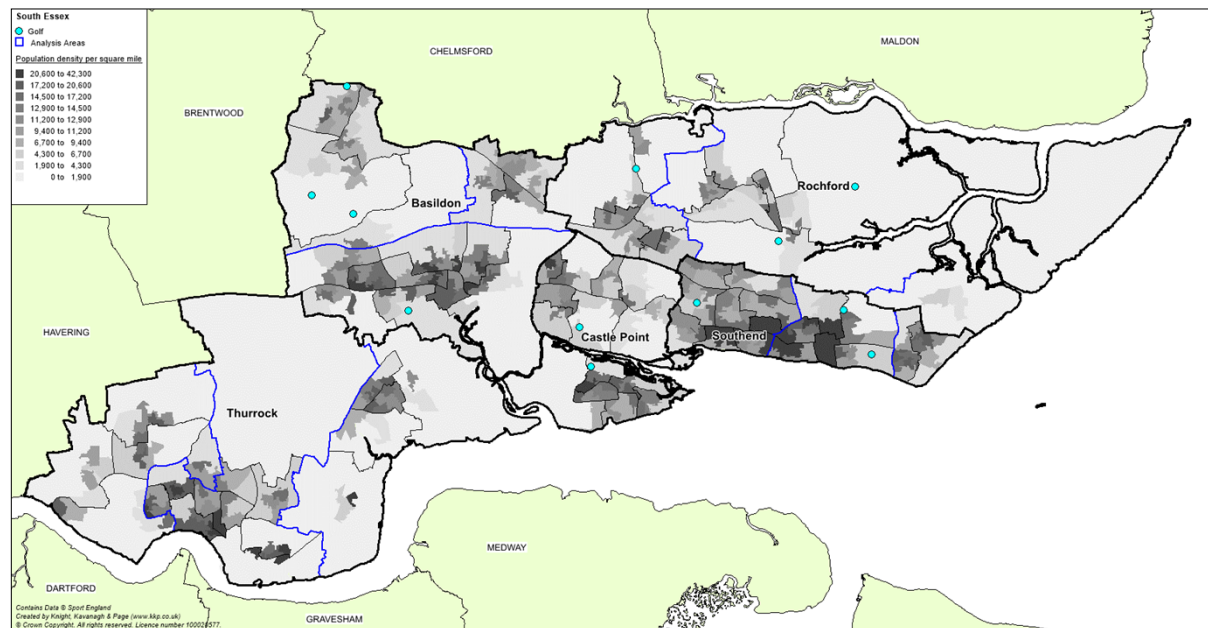 South Essex
Golf
Analysis Areas
Population density per square mile
20,600 to 42,300
17,200 to 20,600
14,500 to 17,200
12,900 to 14,500
11,200 to 12,900
9,400 to 11,200
6,700 to 9,400
4,300 to 6,700
1,900 to 4,300
0 to 1,900
MALDON
CHELMSFORD
BRENTWOOD
Rochford
Basildon
HAVERING
Castle Point
Southend
Thurrock
MEDWAY
DARTFORD
GRAVESHAM
Contains Data © Sport England
Created by Knight, Kavanagh & Page (www.kkp.co.uk)
© Crown Copyright. All rights reserved. Licence number 100020577.